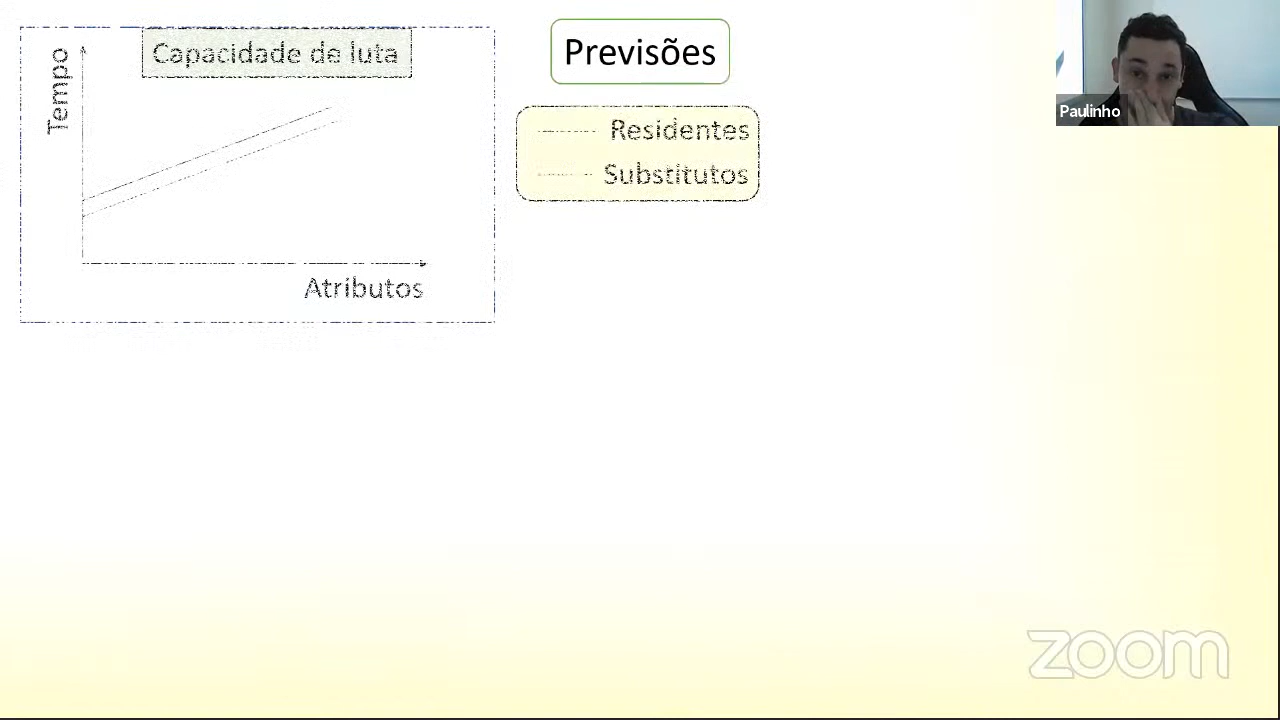 Previsões
Capacidade de luta
Tempo
Atributos
Residentes
Substitutos
Paulinho
zoom